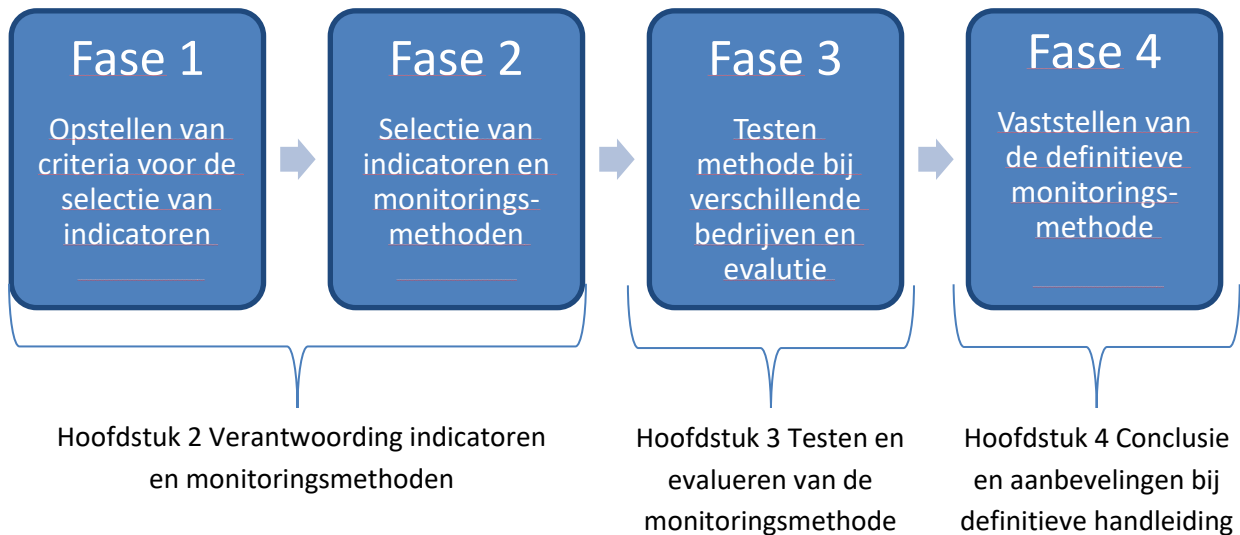 Fase 1
Opstellen van
criteria voor de
selectie van
indicatoren
Fase 2
Selectie van
indicatoren en
monitorings-
methoden
Fase 3
Testen
methode bij
verschillende
bedrijven en
evalutie
Fase 4
Vaststellen van
de definitieve
monitorings-
methode
Hoofdstuk 2 Verantwoording indicatoren
en monitoringsmethoden
Hoofdstuk 3 Testen en
evalueren van de
monitoringsmethode
Hoofdstuk 4 Conclusie
en aanbevelingen bij
definitieve handleiding